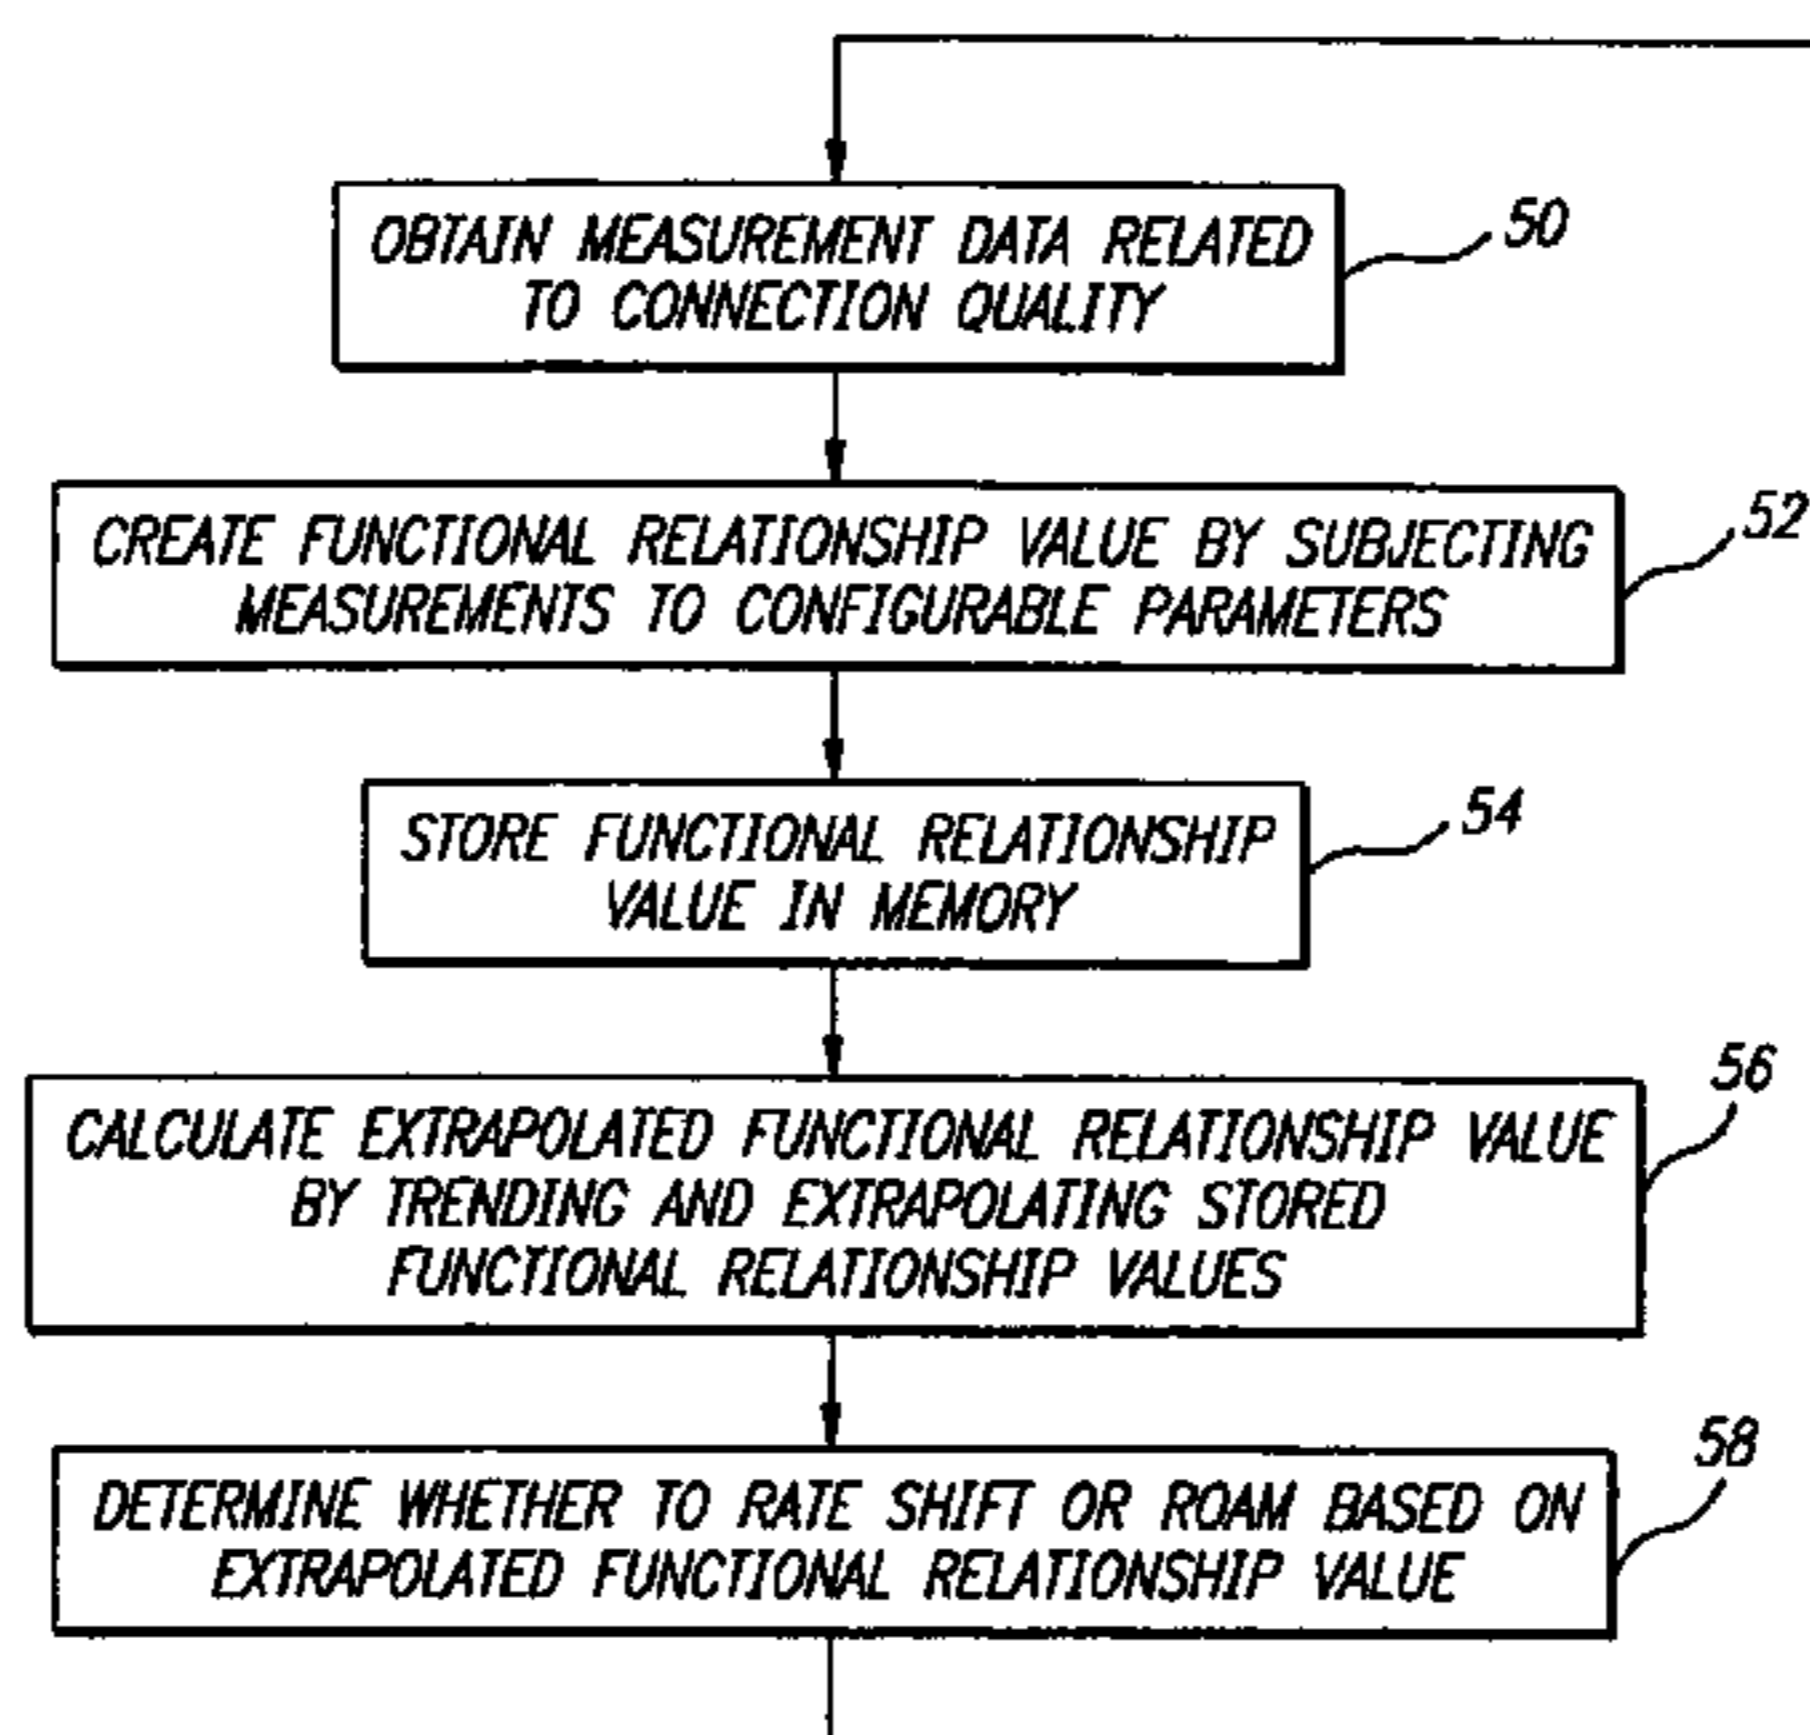 OBTAIN MEASUREMENT DATA RELATED
TO CONNECTION QUALITY
50
CREATE FUNCTIONAL RELATIONSHIP VALUE BY SUBJECTING
MEASUREMENTS TO CONFIGURABLE PARAMETERS
52
STORE FUNCTIONAL RELATIONSHIP
VALUE IN MEMORY
54
CALCULATE EXTRAPOLATED FUNCTIONAL RELATIONSHIP VALUE
BY TRENDING AND EXTRAPOLATING STORED
FUNCTIONAL RELATIONSHIP VALUES
56
DETERMINE WHETHER TO RATE SHIFT OR ROAM BASED ON
EXTRAPOLATED FUNCTIONAL RELATIONSHIP VALUE
58